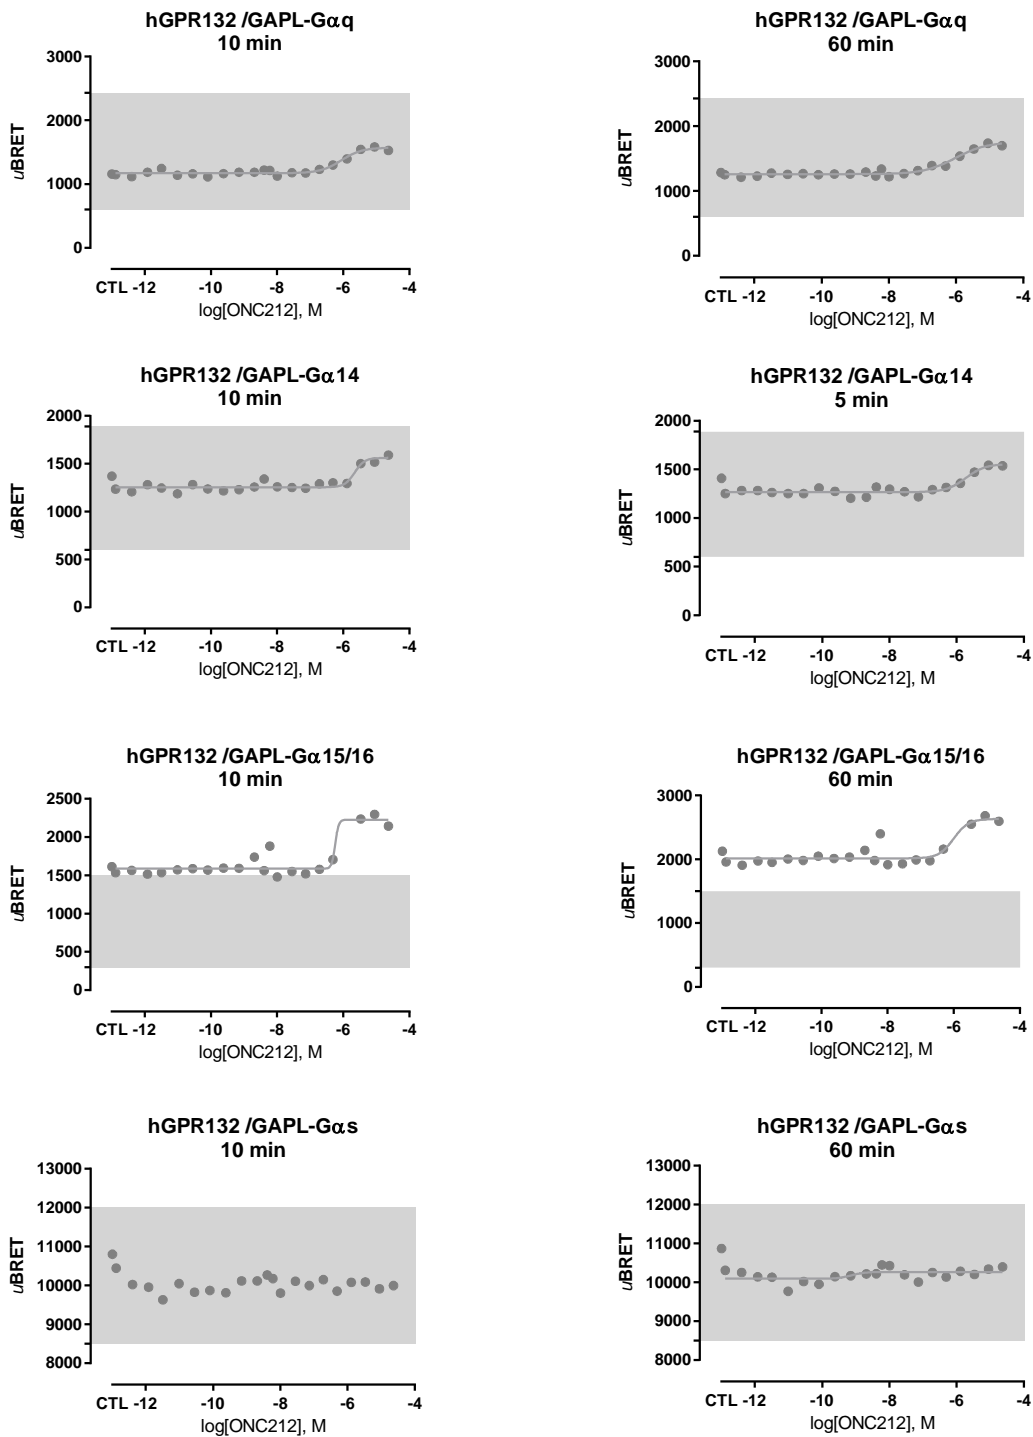 hGPR132 /GAPL-Gαq
10 min
3000
2000
1000
0
uBRET
CTL -12 -10 -8 -6 -4
log[ONC212], M
hGPR132 /GAPL-Gαq
60 min
3000
2000
1000
0
uBRET
CTL -12 -10 -8 -6 -4
log[ONC212], M
hGPR132 /GAPL-Gα14
10 min
2000
1500
1000
500
0
uBRET
CTL -12 -10 -8 -6 -4
log[ONC212], M
hGPR132 /GAPL-Gα14
5 min
2000
1500
1000
500
0
uBRET
CTL -12 -10 -8 -6 -4
log[ONC212], M
hGPR132 /GAPL-Gα15/16
10 min
2500
2000
1500
1000
500
0
uBRET
CTL -12 -10 -8 -6 -4
log[ONC212], M
hGPR132 /GAPL-Gα15/16
60 min
3000
2000
1000
0
uBRET
CTL -12 -10 -8 -6 -4
log[ONC212], M
hGPR132 /GAPL-Gαs
10 min
13000
12000
11000
10000
9000
8000
uBRET
CTL -12 -10 -8 -6 -4
log[ONC212], M
hGPR132 /GAPL-Gαs
60 min
13000
12000
11000
10000
9000
8000
uBRET
CTL -12 -10 -8 -6 -4
log[ONC212], M